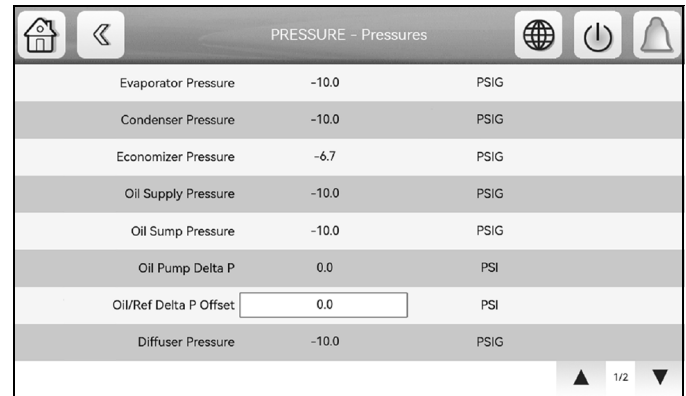 PRESSURE - Pressures
Evaporator Pressure -10.0 PSIG
Condenser Pressure -10.0 PSIG
Economizer Pressure -6.7 PSIG
Oil Supply Pressure -10.0 PSIG
Oil Sump Pressure -10.0 PSIG
Oil Pump Delta P 0.0 PSI
Oil/Ref Delta P Offset 0.0 PSI
Diffuser Pressure -10.0 PSIG
1/2